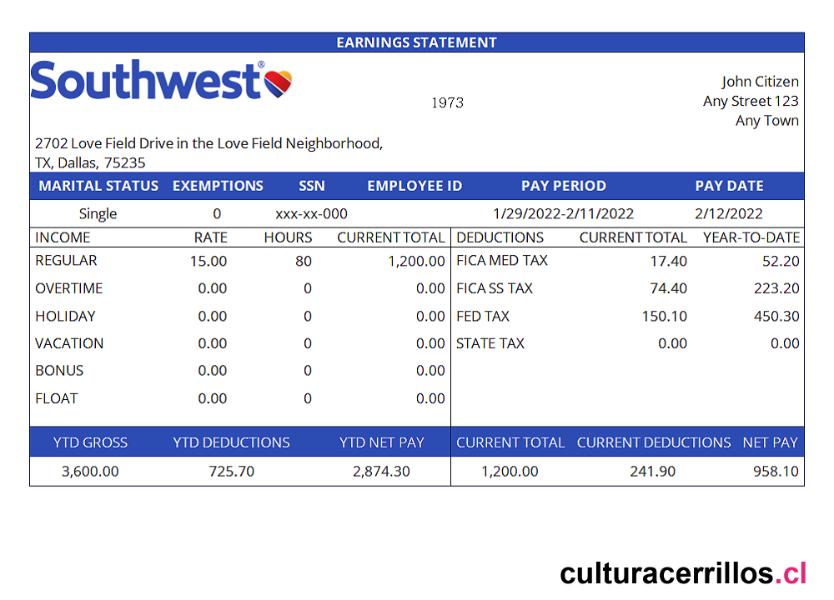 EARNINGS STATEMENT
Southwest®
1973
John Citizen
Any Street 123
Any Town
2702 Love Field Drive in the Love Field Neighborhood,
TX, Dallas, 75235
MARITAL STATUS EXEMPTIONS SSN EMPLOYEE ID PAY PERIOD PAY DATE
Single 0 xxx-xx-000 1/29/2022-2/11/2022 2/12/2022
INCOME RATE HOURS CURRENT TOTAL DEDUCTIONS CURRENT TOTAL YEAR-TO-DATE
REGULAR 15.00 80 1,200.00 FICA MED TAX 17.40 52.20
OVERTIME 0.00 0 0.00 FICA SS TAX 74.40 223.20
HOLIDAY 0.00 0 0.00 FED TAX 150.10 450.30
VACATION 0.00 0 0.00 STATE TAX 0.00 0.00
BONUS 0.00 0 0.00
FLOAT 0.00 0 0.00
YTD GROSS YTD DEDUCTIONS YTD NET PAY CURRENT TOTAL CURRENT DEDUCTIONS NET PAY
3,600.00 725.70 2,874.30 1,200.00 241.90 958.10
culturacerrillos.cl